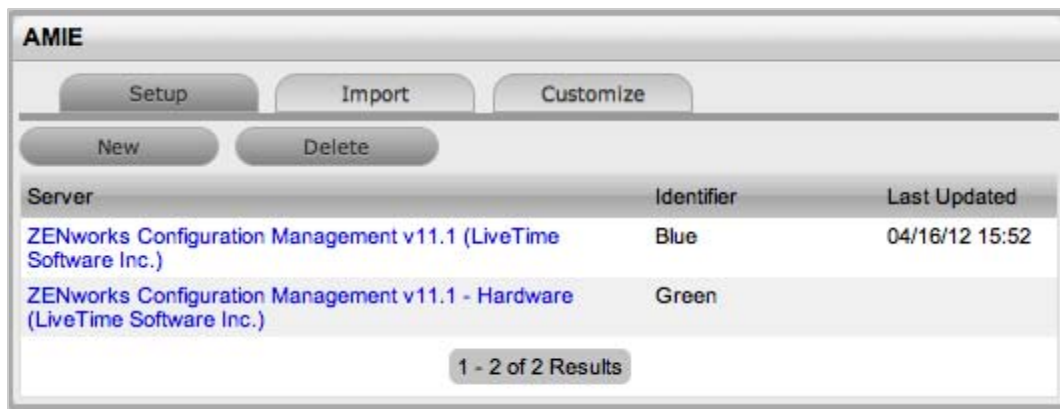 AMIE
Setup Import Customize
New Delete
Server Identifier Last Updated
ZENworks Configuration Management v11.1 (LiveTime Blue 04/16/12 15:52
Software Inc.)
ZENworks Configuration Management v11.1 - Hardware Green
(LiveTime Software Inc.)
1 - 2 of 2 Results